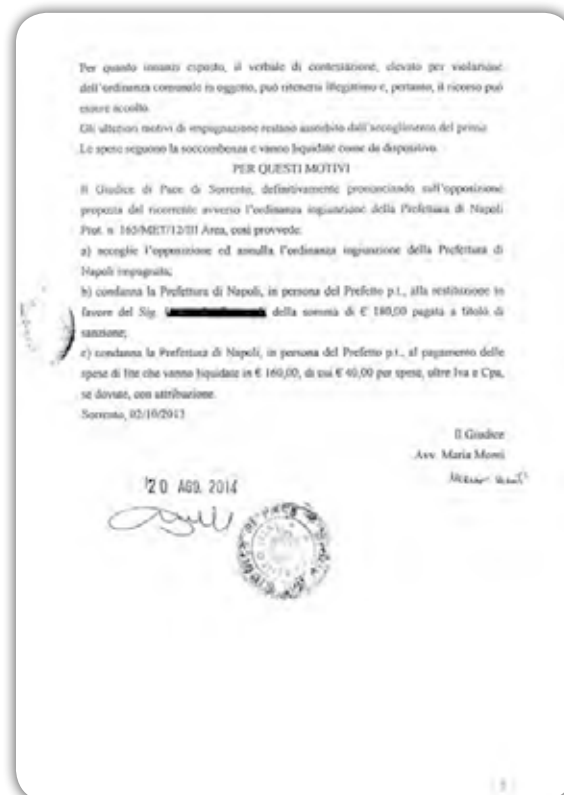 Per quanto innanzi esposto, il verbale di contestazione, elevato per violazione
dell'ordinanza comunale in oggetto, può ritenersi illegittimo e, pertanto, il ricorso può
essere accolto.
Gli ulteriori motivi di impugnazione restano assorbito dall'accoglimento del primo
Le spese seguono la soccombenza e vanno liquidate come da dispositivo.
PER QUESTI MOTIVI
Il Giudice di Pace di Sorrento, definitivamente pronunciando sull'opposizione
proposta dal ricorrente avverso l'ordinanza ingiunzione della Prefettura di Napoli
Prot. n. 165/MET/12/III Area, così provvede:
a) accoglie l'opposizione ed annulla l'ordinanza ingiunzione della Prefettura di
Napoli impugnata;
b) condanna la Prefettura di Napoli, in persona del Prefetto p.t., alla restituzione in
favore del Sig. della somma di € 180,00 pagata a titolo di
sanzione;
c) condanna la Prefettura di Napoli, in persona del Prefetto p.t., al pagamento delle
spese di lite che vanno liquidate in € 160,00, di cui € 40,00 per spese, oltre Iva e Cpa,
se dovute, con attribuzione.
Sorrento, 02/10/2013
Il Giudice
Avv. Maria
20 AGO. 2014
DI PACE